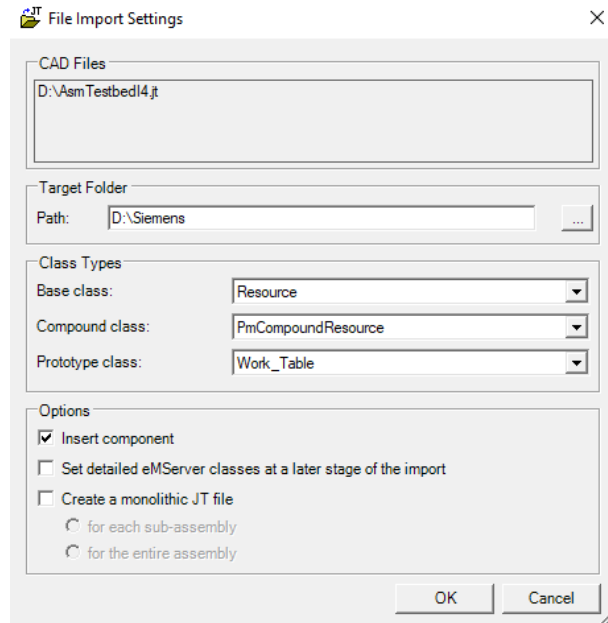 JT
File Import Settings
CAD Files
D:\AsmTestbedI4.jt
Target Folder
Path: D:\Siemens ...
Class Types
Base class: Resource
Compound class: PmCompoundResource
Prototype class: Work_Table
Options
Insert component
Set detailed eMServer classes at a later stage of the import
Create a monolithic JT file
for each sub-assembly
for the entire assembly
OK Cancel